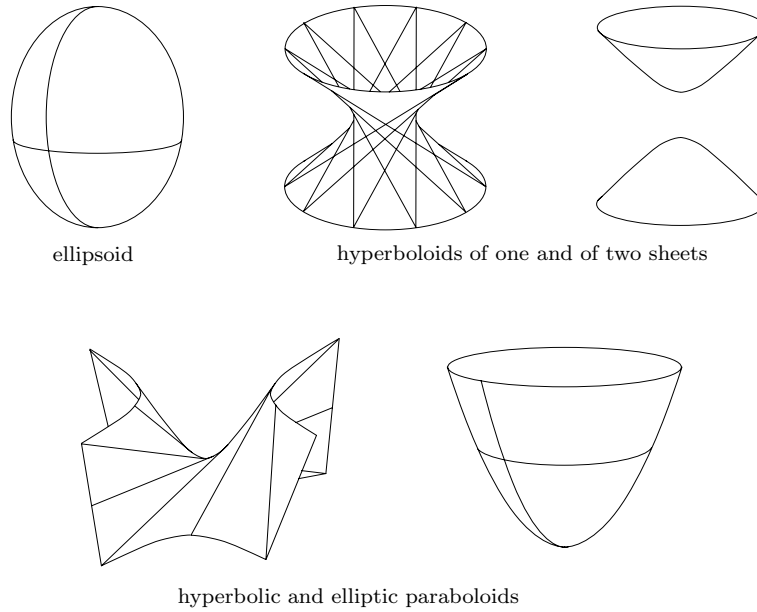 ellipsoid
hyperboloids of one and of two sheets
hyperbolic and elliptic paraboloids